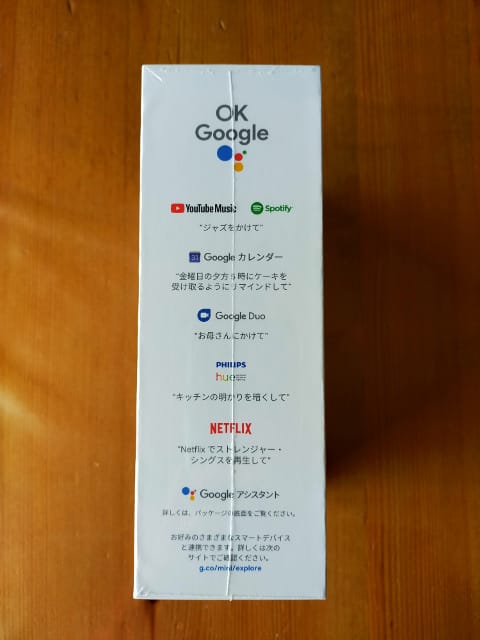 OK
Google
YouTube Music Spotify
"ジャズをかけて"
31 Google カレンダー
"金曜日の夕方 5 時にケーキを
受け取るようにリマインドして"
Google Duo
"お母さんにかけて"
PHILIPS
hue
"キッチンの明かりを暗くして"
NETFLIX
"Netflix でストレンジャー・
シングスを再生して"
Google アシスタント
詳しくは、パッケージの底面をご覧ください。
お好みのさまざまなスマートデバイス
と連携できます。詳しくは次の
サイトでご確認ください。
g.co/mini/explore